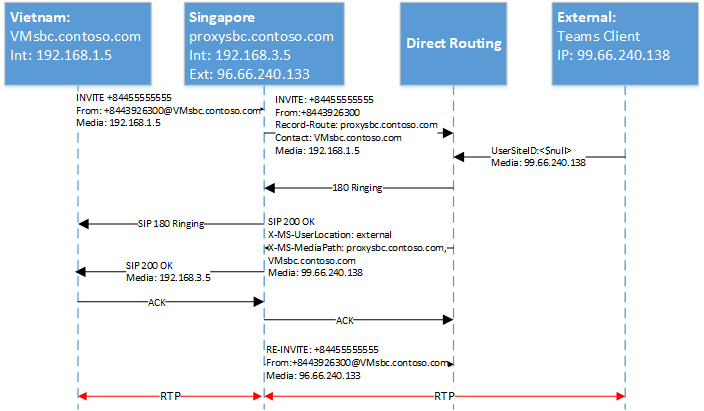 Vietnam:
VMsbc.contoso.com
Int: 192.168.1.5
Singapore
proxysbc.contoso.com
Int: 192.168.3.5
Ext: 96.66.240.133
Direct Routing
External:
Teams Client
IP: 99.66.240.138
INVITE +84455555555
From: +8443926300@VMsbc.contoso.com
Media: 192.168.1.5
INVITE: +84455555555
From:+8443926300
Record-Route: proxysbc.contoso.com
Contact: VMsbc.contoso.com
Media: 192.168.1.5
UserSiteID:<$null>
Media: 99.66.240.138
180 Ringing
SIP 180 Ringing
SIP 200 OK
X-MS-UserLocation: external
X-MS-MediaPath: proxysbc.contoso.com,
VMsbc.contoso.com
Media: 99.66.240.138
SIP 200 OK
Media: 192.168.3.5
ACK
ACK
RE-INVITE: +84455555555
From:+8443926300@VMsbc.contoso.com
Media: 96.66.240.133
RTP
RTP